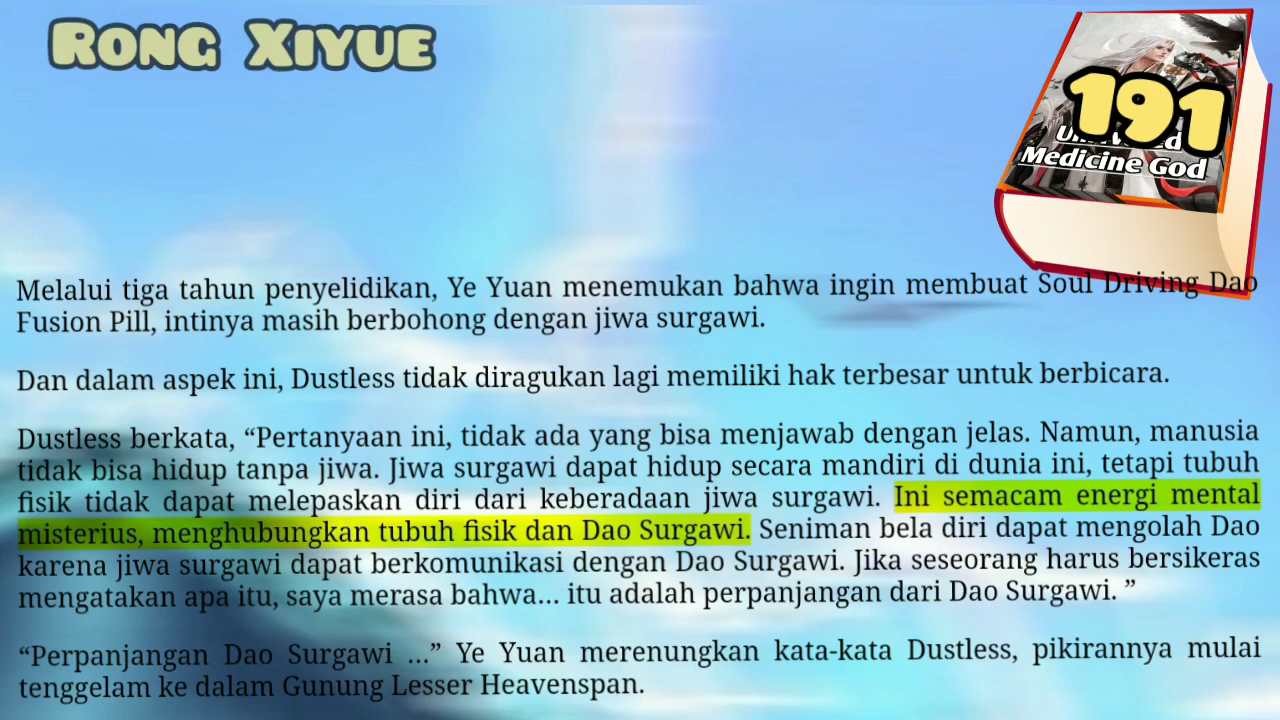 Rong Xiyue
191
Medicine God
Melalui tiga tahun penyelidikan, Ye Yuan menemukan bahwa ingin membuat Soul Driving Dao
Fusion Pill, intinya masih berbohong dengan jiwa surgawi.
Dan dalam aspek ini, Dustless tidak diragukan lagi memiliki hak terbesar untuk berbicara.
Dustless berkata, “Pertanyaan ini, tidak ada yang bisa menjawab dengan jelas. Namun, manusia
tidak bisa hidup tanpa jiwa. Jiwa surgawi dapat hidup secara mandiri di dunia ini, tetapi tubuh
fisik tidak dapat melepaskan diri dari keberadaan jiwa surgawi. Ini semacam energi mental
misterius, menghubungkan tubuh fisik dan Dao Surgawi. Seniman bela diri dapat mengolah Dao
karena jiwa surgawi dapat berkomunikasi dengan Dao Surgawi. Jika seseorang harus bersikeras
mengatakan apa itu, saya merasa bahwa... itu adalah perpanjangan dari Dao Surgawi. ”
“Perpanjangan Dao Surgawi ...” Ye Yuan merenungkan kata-kata Dustless, pikirannya mulai
tenggelam ke dalam Gunung Lesser Heavenspan.